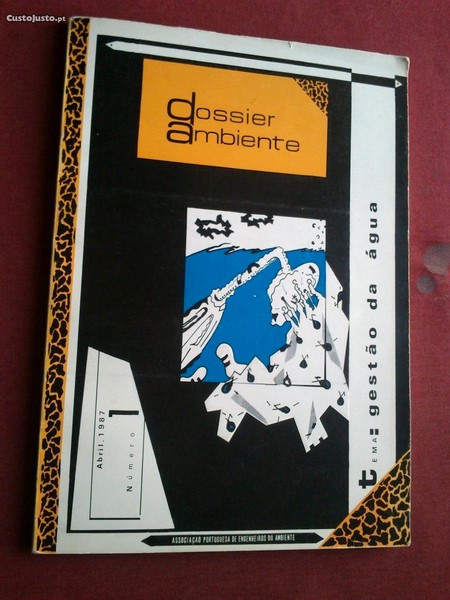 CustoJusto.pt
dossier
ambiente
tEMA: gestão da água
Abril, 1987
Número 1
ASSOCIAÇÃO PORTUGUESA DE ENGENHEIROS DO AMBIENTE